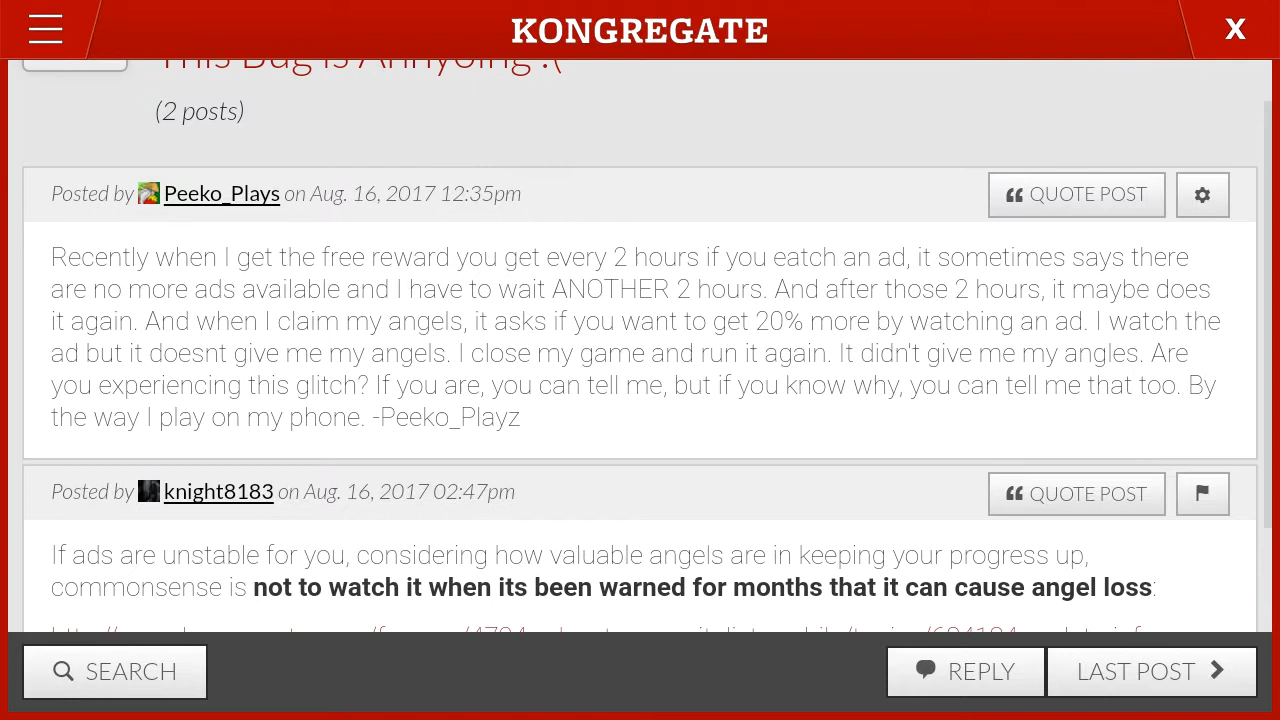 KONGREGATE
X
This Bug is Annyoing :(
(2 posts)
Posted by Peeko_Plays on Aug. 16, 2017 12:35pm
QUOTE POST
Recently when I get the free reward you get every 2 hours if you eatch an ad, it sometimes says there
are no more ads available and I have to wait ANOTHER 2 hours. And after those 2 hours, it maybe does
it again. And when I claim my angels, it asks if you want to get 20% more by watching an ad. I watch the
ad but it doesnt give me my angels. I close my game and run it again. It didn't give me my angles. Are
you experiencing this glitch? If you are, you can tell me, but if you know why, you can tell me that too. By
the way I play on my phone. -Peeko_Playz
Posted by knight8183 on Aug. 16, 2017 02:47pm
QUOTE POST
If ads are unstable for you, considering how valuable angels are in keeping your progress up,
commonsense is not to watch it when its been warned for months that it can cause angel loss:
SEARCH
REPLY
LAST POST